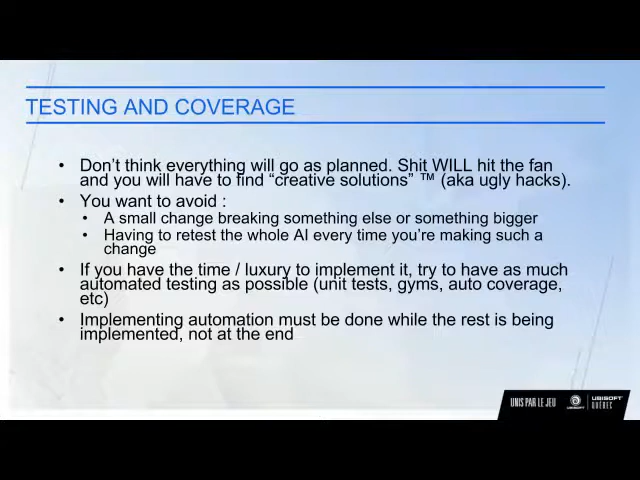 TESTING AND COVERAGE
• Don't think everything will go as planned. Shit WILL hit the fan
and you will have to find “creative solutions” ™ (aka ugly hacks).
• You want to avoid :
• A small change breaking something else or something bigger
• Having to retest the whole AI every time you're making such a
change
• If you have the time / luxury to implement it, try to have as much
automated testing as possible (unit tests, gyms, auto coverage,
etc)
• Implementing automation must be done while the rest is being
implemented, not at the end
UNIS PAR LE JEU
UBISOFT
UBISOFT
QUÉBEC